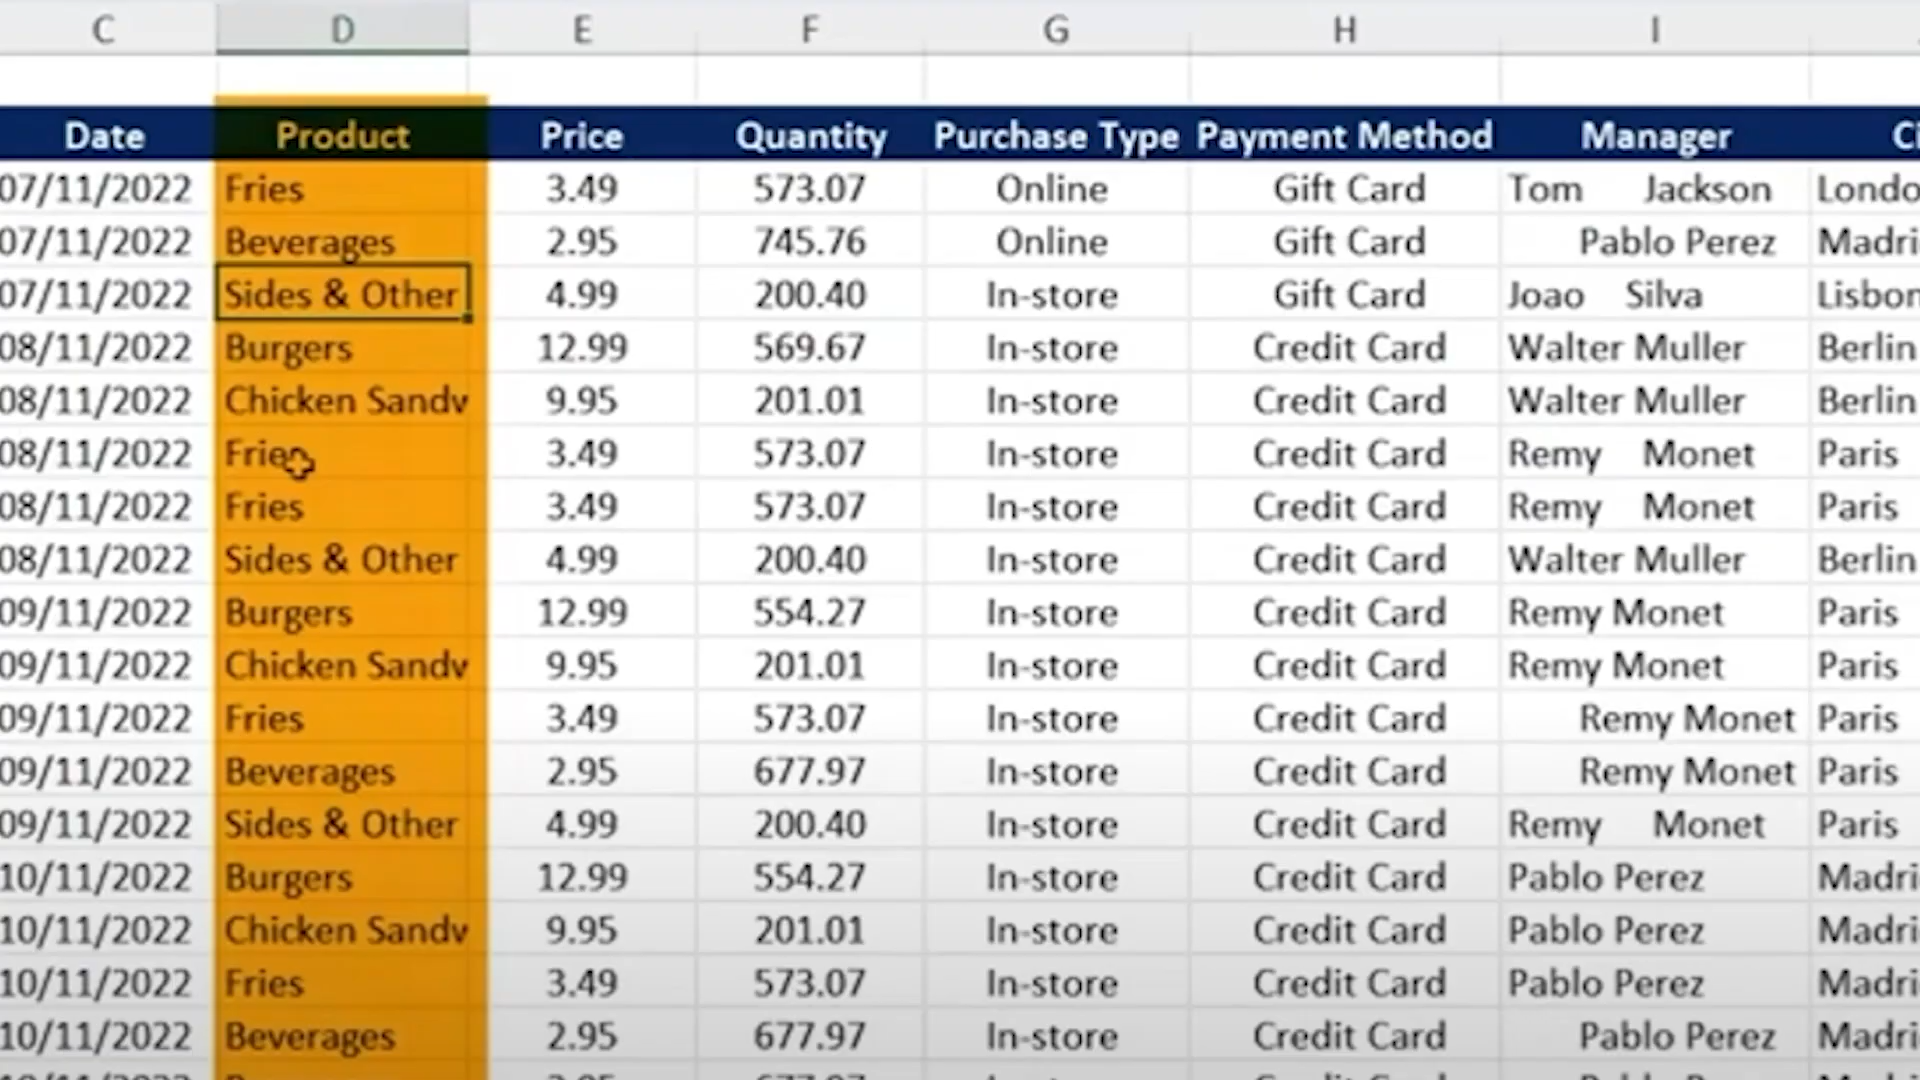 C D E F G H I
Date Product Price Quantity Purchase Type Payment Method Manager
07/11/2022 Fries 3.49 573.07 Online Gift Card Tom Jackson Londo
07/11/2022 Beverages 2.95 745.76 Online Gift Card Pablo Perez Madri
07/11/2022 Sides & Other 4.99 200.40 In-store Gift Card Joao Silva Lisbon
08/11/2022 Burgers 12.99 569.67 In-store Credit Card Walter Muller Berlin
08/11/2022 Chicken Sandw 9.95 201.01 In-store Credit Card Walter Muller Berlin
08/11/2022 Fries 3.49 573.07 In-store Credit Card Remy Monet Paris
08/11/2022 Fries 3.49 573.07 In-store Credit Card Remy Monet Paris
08/11/2022 Sides & Other 4.99 200.40 In-store Credit Card Walter Muller Berlin
09/11/2022 Burgers 12.99 554.27 In-store Credit Card Remy Monet Paris
09/11/2022 Chicken Sandw 9.95 201.01 In-store Credit Card Remy Monet Paris
09/11/2022 Fries 3.49 573.07 In-store Credit Card Remy Monet Paris
09/11/2022 Beverages 2.95 677.97 In-store Credit Card Remy Monet Paris
09/11/2022 Sides & Other 4.99 200.40 In-store Credit Card Remy Monet Paris
10/11/2022 Burgers 12.99 554.27 In-store Credit Card Pablo Perez Madri
10/11/2022 Chicken Sandw 9.95 201.01 In-store Credit Card Pablo Perez Madri
10/11/2022 Fries 3.49 573.07 In-store Credit Card Pablo Perez Madri
10/11/2022 Beverages 2.95 677.97 In-store Credit Card Pablo Perez Madri